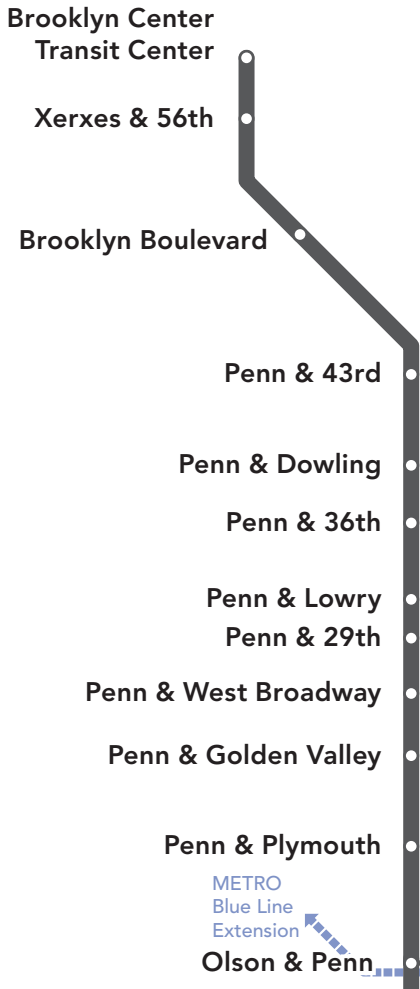 Brooklyn Center
Transit Center
Xerxes & 56th
Brooklyn Boulevard
Penn & 43rd
Penn & Dowling
Penn & 36th
Penn & Lowry
Penn & 29th
Penn & West Broadway
Penn & Golden Valley
Penn & Plymouth
METRO
Blue Line
Extension
Olson & Penn